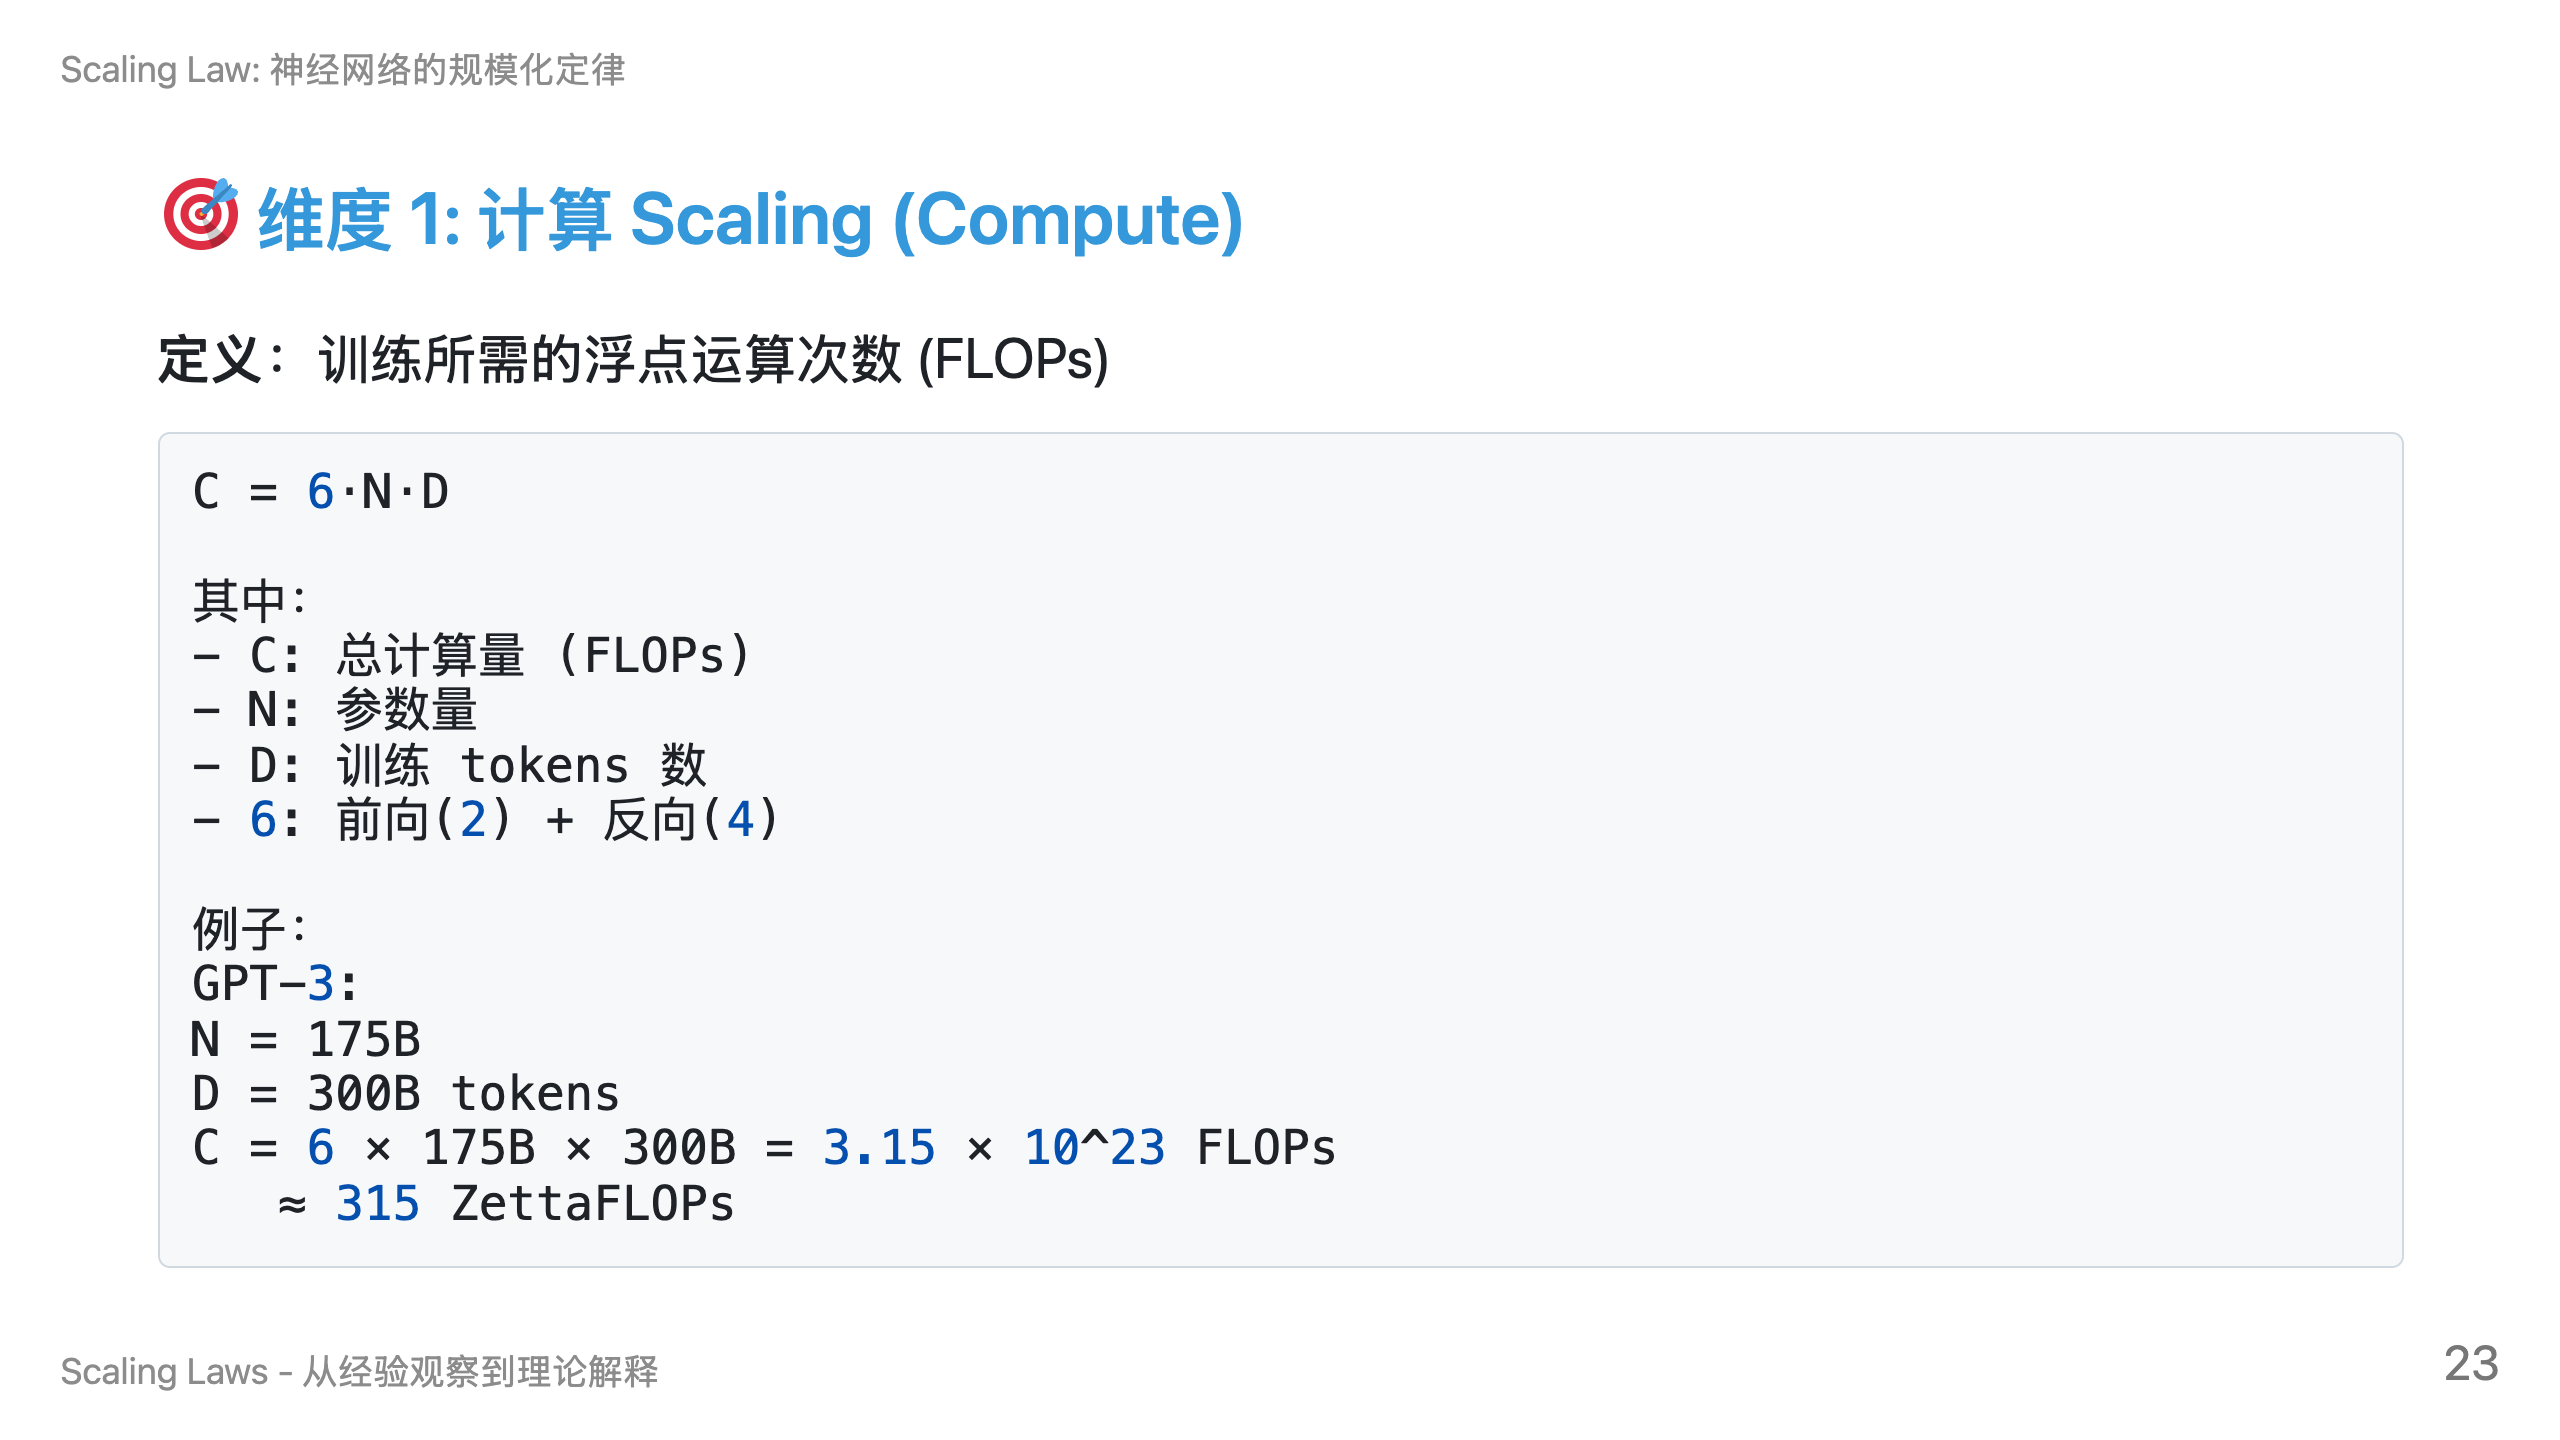 Scaling Law: 神经网络的规模化定律
🎯 维度 1: 计算 Scaling (Compute)
定义：训练所需的浮点运算次数 (FLOPs)
C = 6·N·D
其中：
- C: 总计算量 (FLOPs)
- N: 参数量
- D: 训练 tokens 数
- 6: 前向(2) + 反向(4)
例子：
GPT-3:
N = 175B
D = 300B tokens
C = 6 × 175B × 300B = 3.15 × 10^23 FLOPs
≈ 315 ZettaFLOPs
Scaling Laws - 从经验观察到理论解释
23